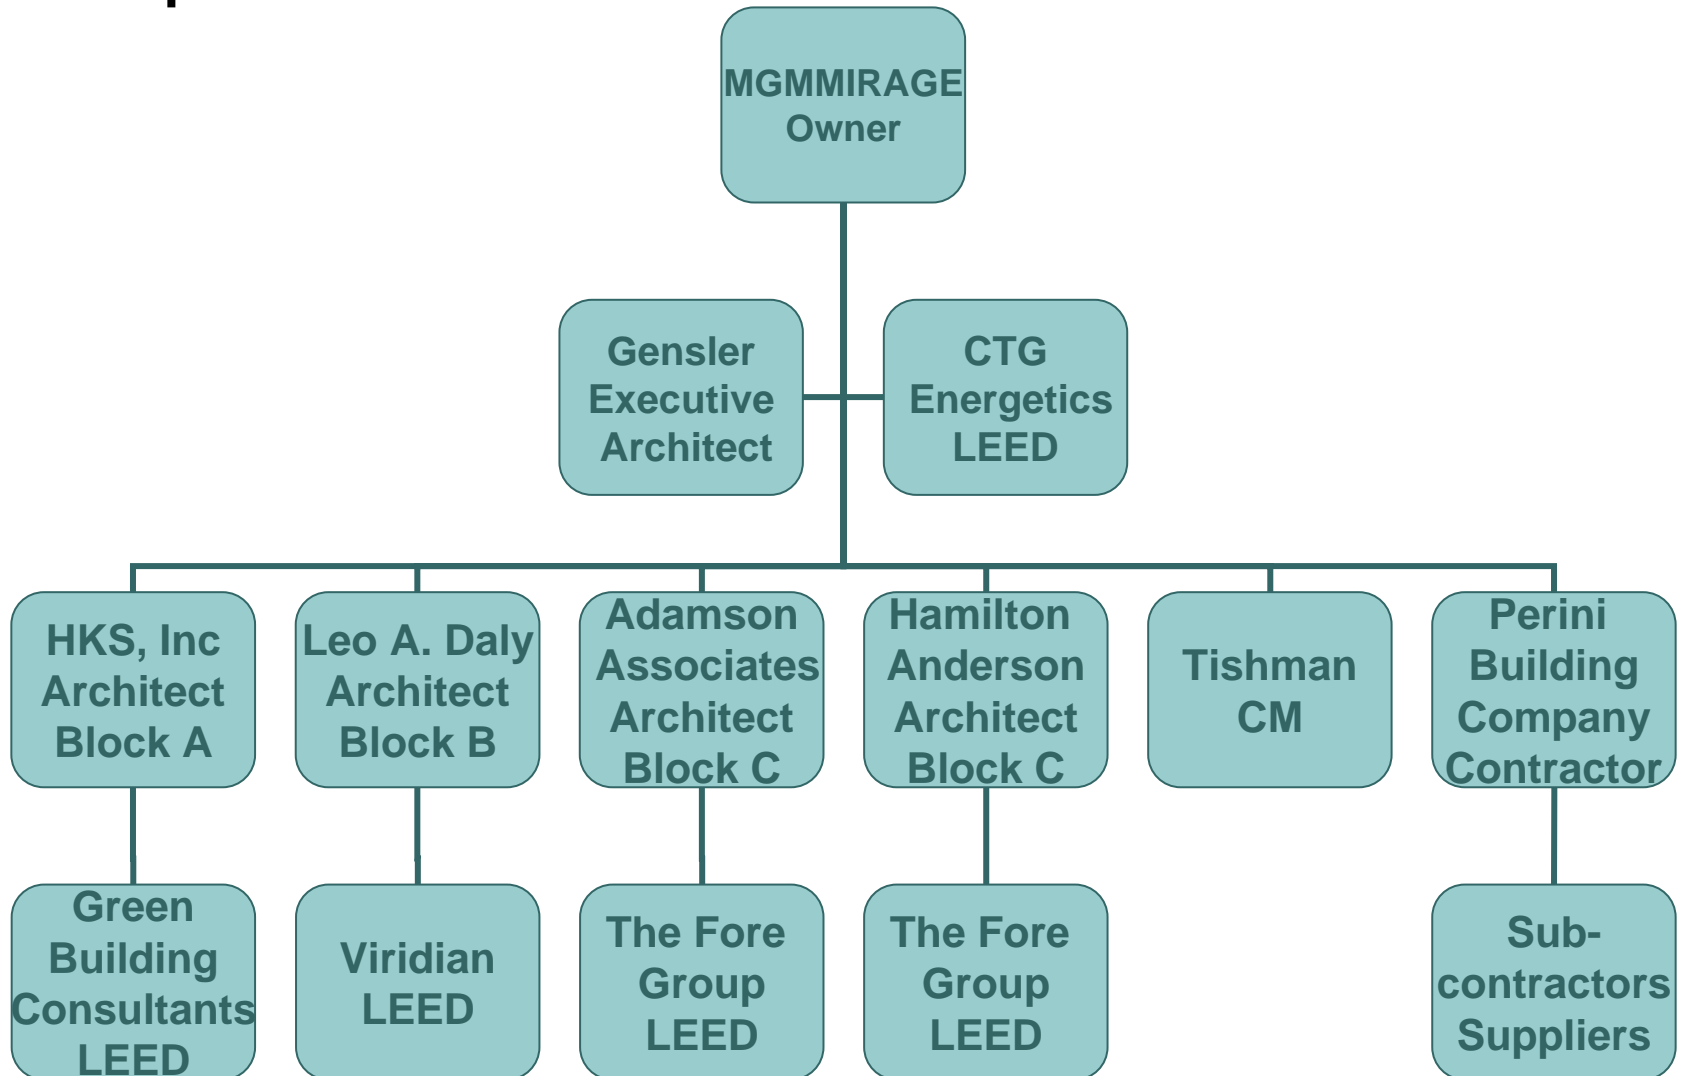 MGMMIRAGE
Owner
Gensler
Executive
Architect
CTG
Energetics
LEED
HKS, Inc
Architect
Block A
Leo A. Daly
Architect
Block B
Adamson
Associates
Architect
Block C
Hamilton
Anderson
Architect
Block C
Tishman
CM
Perini
Building
Company
Contractor
Green
Building
Consultants
LEED
Viridian
LEED
The Fore
Group
LEED
The Fore
Group
LEED
Sub-
contractors
Suppliers